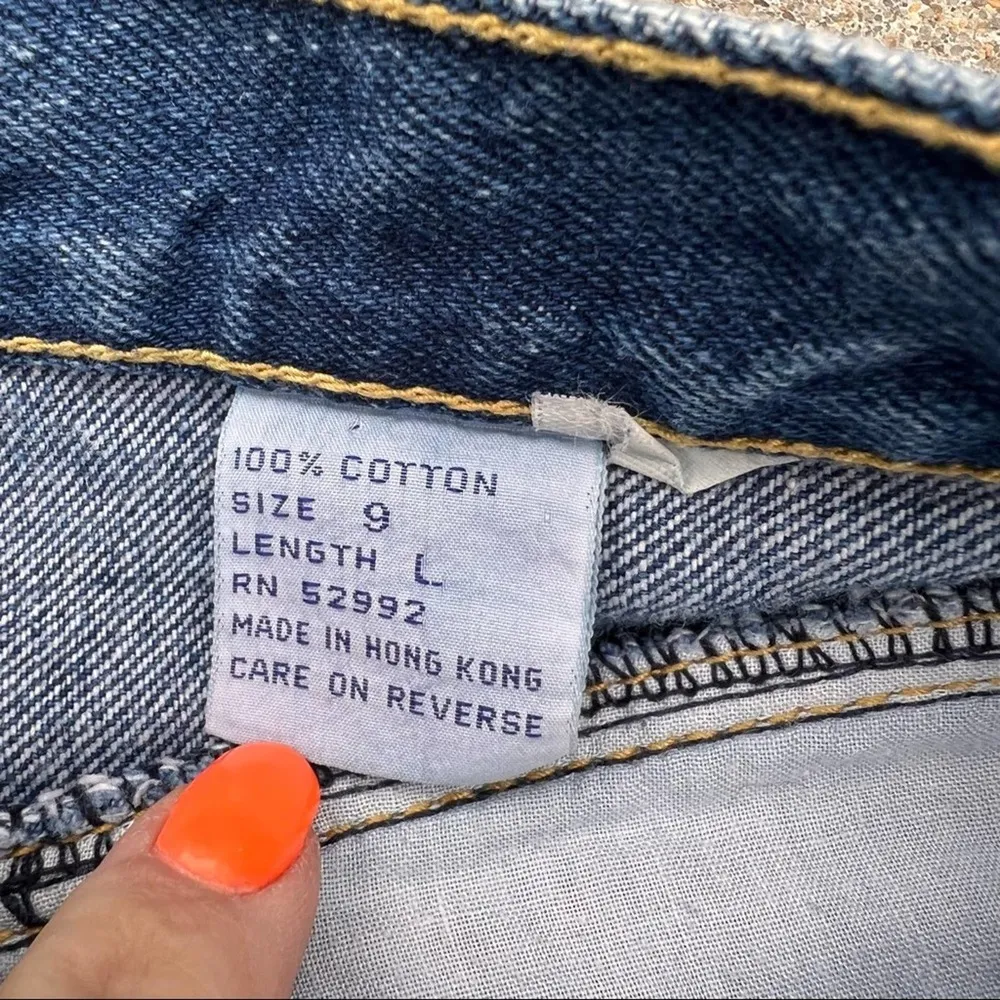 100% COTTON
SIZE 9
LENGTH L
RN 52992
MADE IN HONG KONG
CARE ON REVERSE